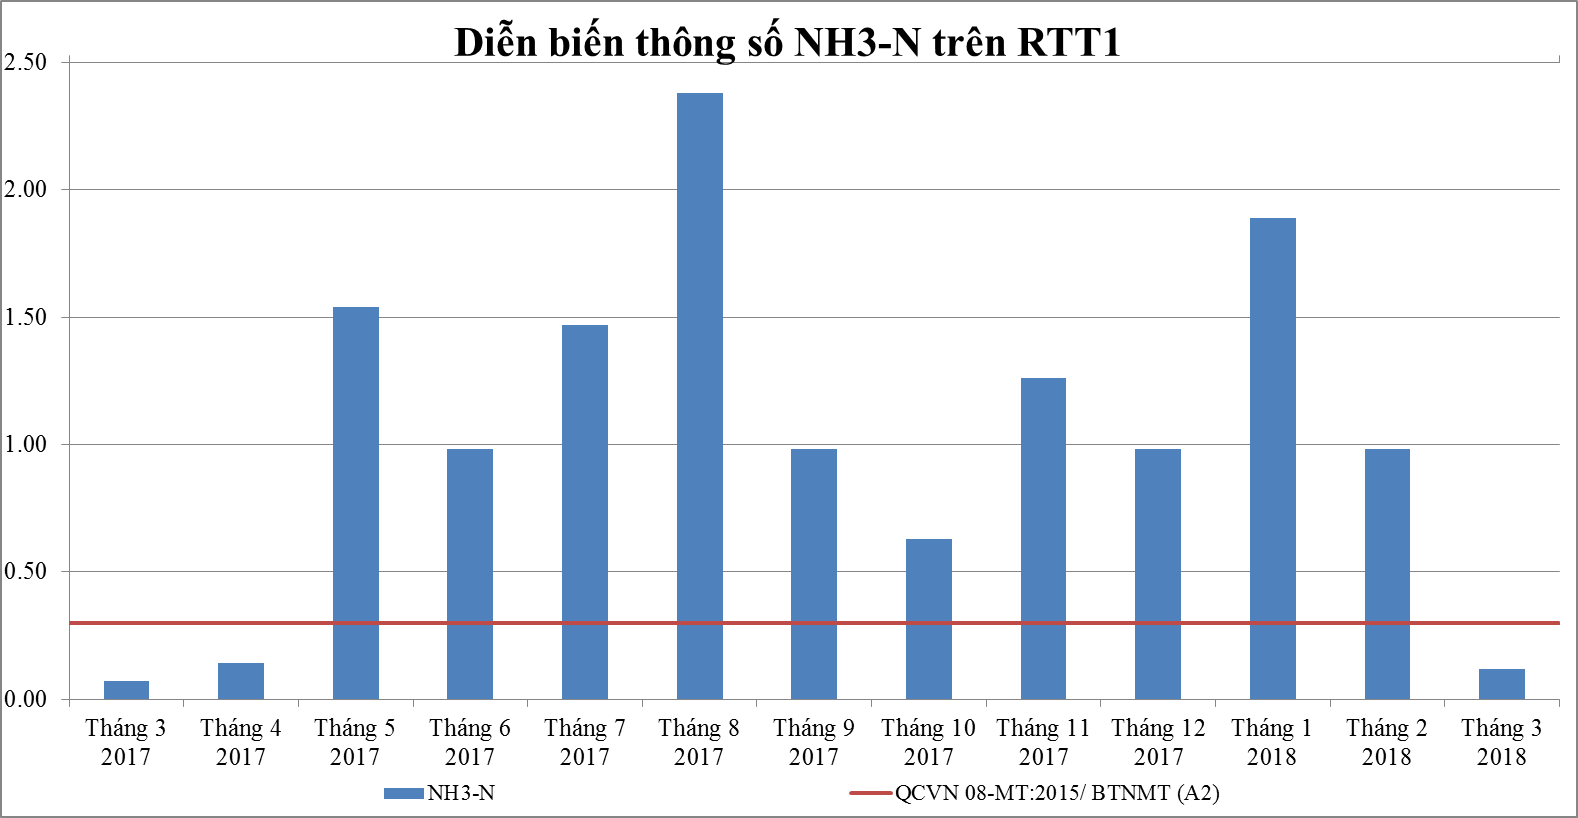 Diễn biến thông số NH3-N trên RTT1
2.50
2.00
1.50
1.00
0.50
0.00
Tháng 3 2017
Tháng 4 2017
Tháng 5 2017
Tháng 6 2017
Tháng 7 2017
Tháng 8 2017
Tháng 9 2017
Tháng 10 2017
Tháng 11 2017
Tháng 12 2017
Tháng 1 2018
Tháng 2 2018
Tháng 3 2018
NH3-N
QCVN 08-MT:2015/ BTNMT (A2)